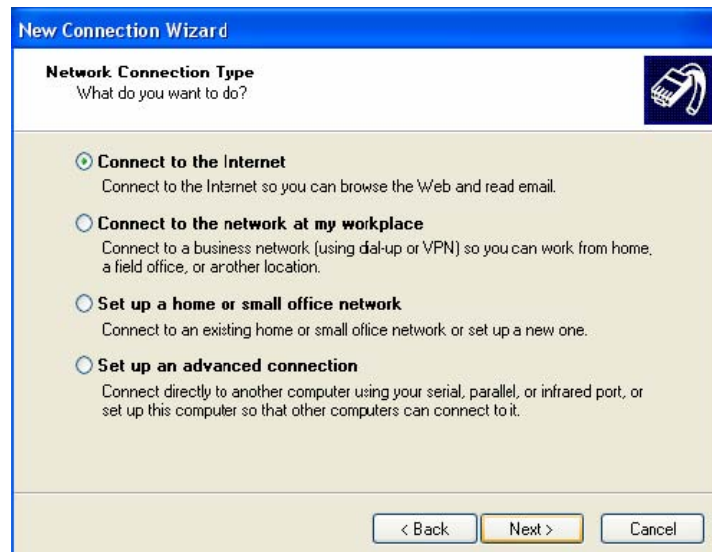 New Connection Wizard
Network Connection Type
What do you want to do?
Connect to the Internet
Connect to the Internet so you can browse the Web and read email.
Connect to the network at my workplace
Connect to a business network (using dial-up or VPN) so you can work from home,
a field office, or another location.
Set up a home or small office network
Connect to an existing home or small office network or set up a new one.
Set up an advanced connection
Connect directly to another computer using your serial, parallel, or infrared port, or
set up this computer so that other computers can connect to it.
< Back Next > Cancel